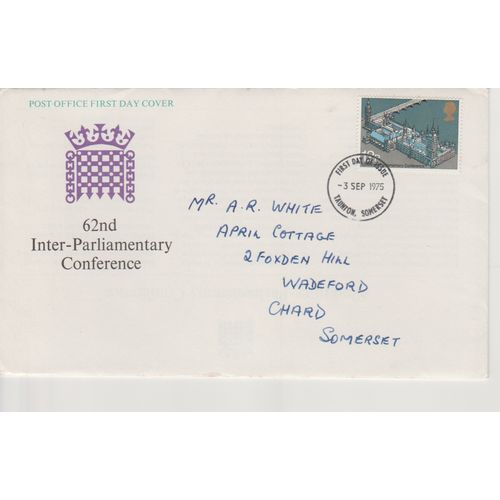 POST OFFICE FIRST DAY COVER
62nd
Inter-Parliamentary
Conference
FIRST DAY OF ISSUE
-3 SEP 1975
TAUNTON, SOMERSET
MR. A.R. WHITE
APRIL COTTAGE
2 FOXDEN HILL
WADEFORD
CHARD
SOMERSET